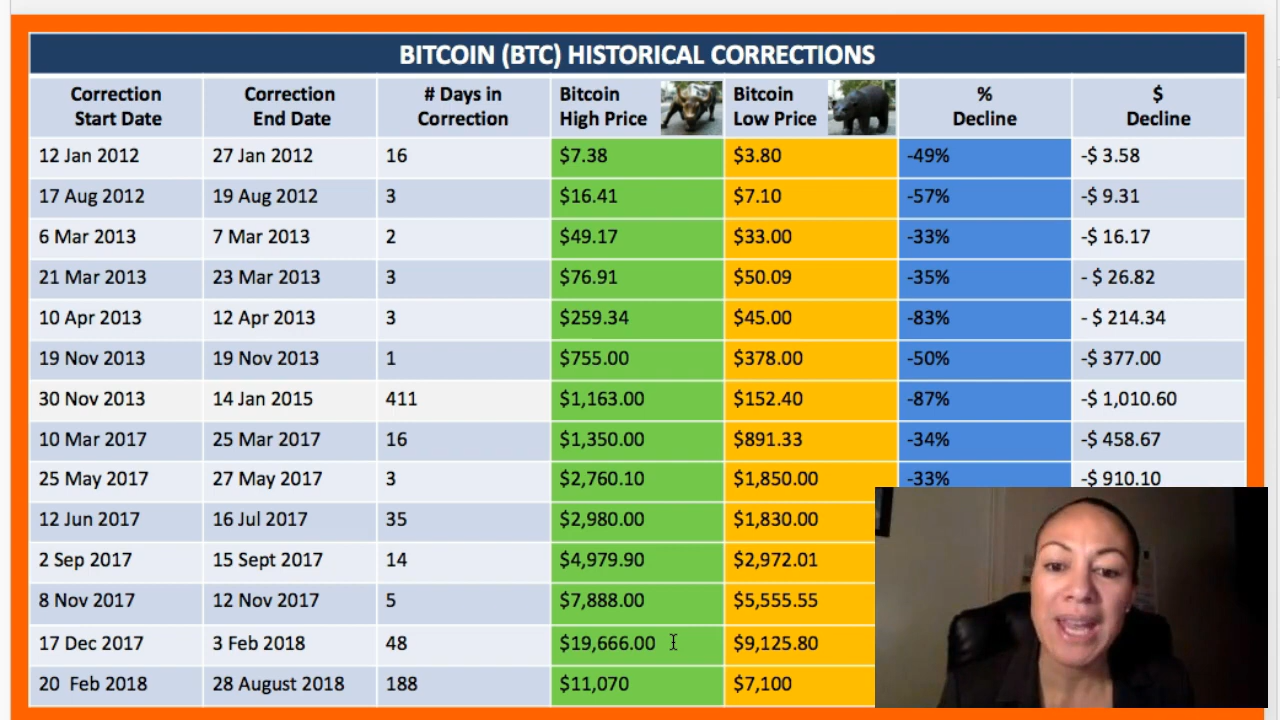 BITCOIN (BTC) HISTORICAL CORRECTIONS
Correction Start Date | Correction End Date | # Days in Correction | Bitcoin High Price | Bitcoin Low Price | % Decline | $ Decline
12 Jan 2012 | 27 Jan 2012 | 16 | $7.38 | $3.80 | -49% | -$ 3.58
17 Aug 2012 | 19 Aug 2012 | 3 | $16.41 | $7.10 | -57% | -$ 9.31
6 Mar 2013 | 7 Mar 2013 | 2 | $49.17 | $33.00 | -33% | -$ 16.17
21 Mar 2013 | 23 Mar 2013 | 3 | $76.91 | $50.09 | -35% | - $ 26.82
10 Apr 2013 | 12 Apr 2013 | 3 | $259.34 | $45.00 | -83% | - $ 214.34
19 Nov 2013 | 19 Nov 2013 | 1 | $755.00 | $378.00 | -50% | -$ 377.00
30 Nov 2013 | 14 Jan 2015 | 411 | $1,163.00 | $152.40 | -87% | -$ 1,010.60
10 Mar 2017 | 25 Mar 2017 | 16 | $1,350.00 | $891.33 | -34% | -$ 458.67
25 May 2017 | 27 May 2017 | 3 | $2,760.10 | $1,850.00 | -33% | -$ 910.10
12 Jun 2017 | 16 Jul 2017 | 35 | $2,980.00 | $1,830.00
2 Sep 2017 | 15 Sept 2017 | 14 | $4,979.90 | $2,972.01
8 Nov 2017 | 12 Nov 2017 | 5 | $7,888.00 | $5,555.55
17 Dec 2017 | 3 Feb 2018 | 48 | $19,666.00 | $9,125.80
20 Feb 2018 | 28 August 2018 | 188 | $11,070 | $7,100